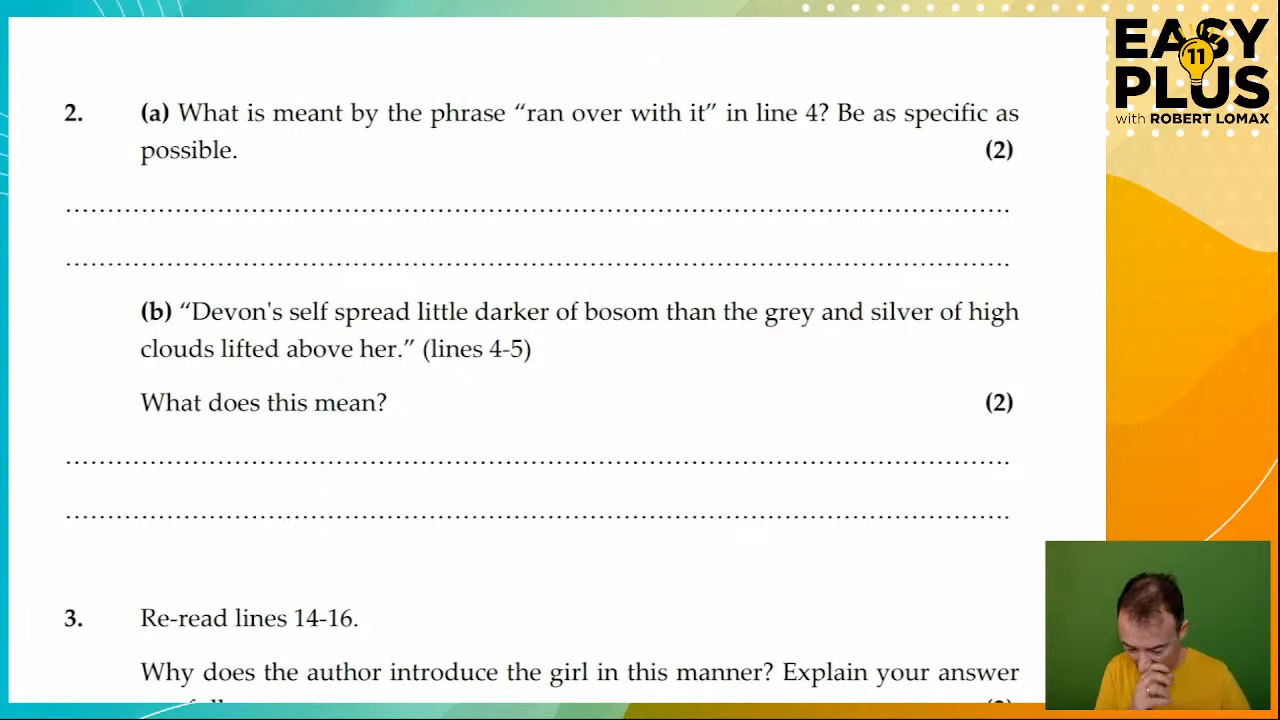 EASY
11
PLUS
with ROBERT LOMAX
2. (a) What is meant by the phrase “ran over with it” in line 4? Be as specific as
possible. (2)
……………………………………………………………………………………………….
……………………………………………………………………………………………….
(b) “Devon's self spread little darker of bosom than the grey and silver of high
clouds lifted above her.” (lines 4-5)
What does this mean? (2)
……………………………………………………………………………………………….
……………………………………………………………………………………………….
3. Re-read lines 14-16.
Why does the author introduce the girl in this manner? Explain your answer